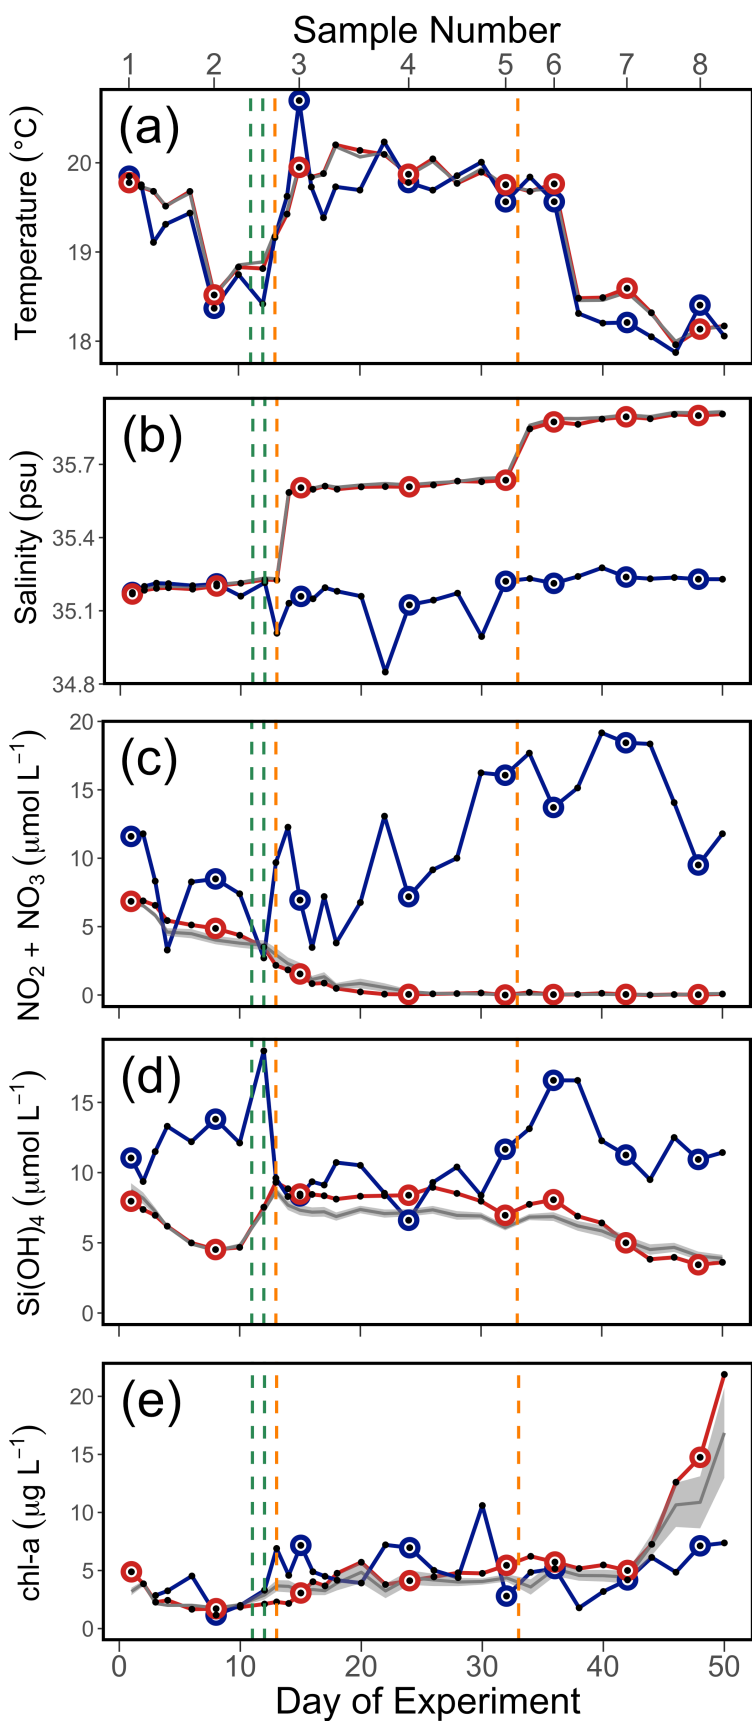 Sample Number
1 2 3 4 5 6 7 8
(a)
Temperature (°C)
20
19
18
(b)
Salinity (psu)
35.7
35.4
35.1
34.8
(c)
NO₂ + NO₃ (μmol L⁻¹)
20
15
10
5
0
(d)
Si(OH)₄ (μmol L⁻¹)
15
10
5
0
(e)
chl-a (μg L⁻¹)
20
15
10
5
0
0 10 20 30 40 50
Day of Experiment